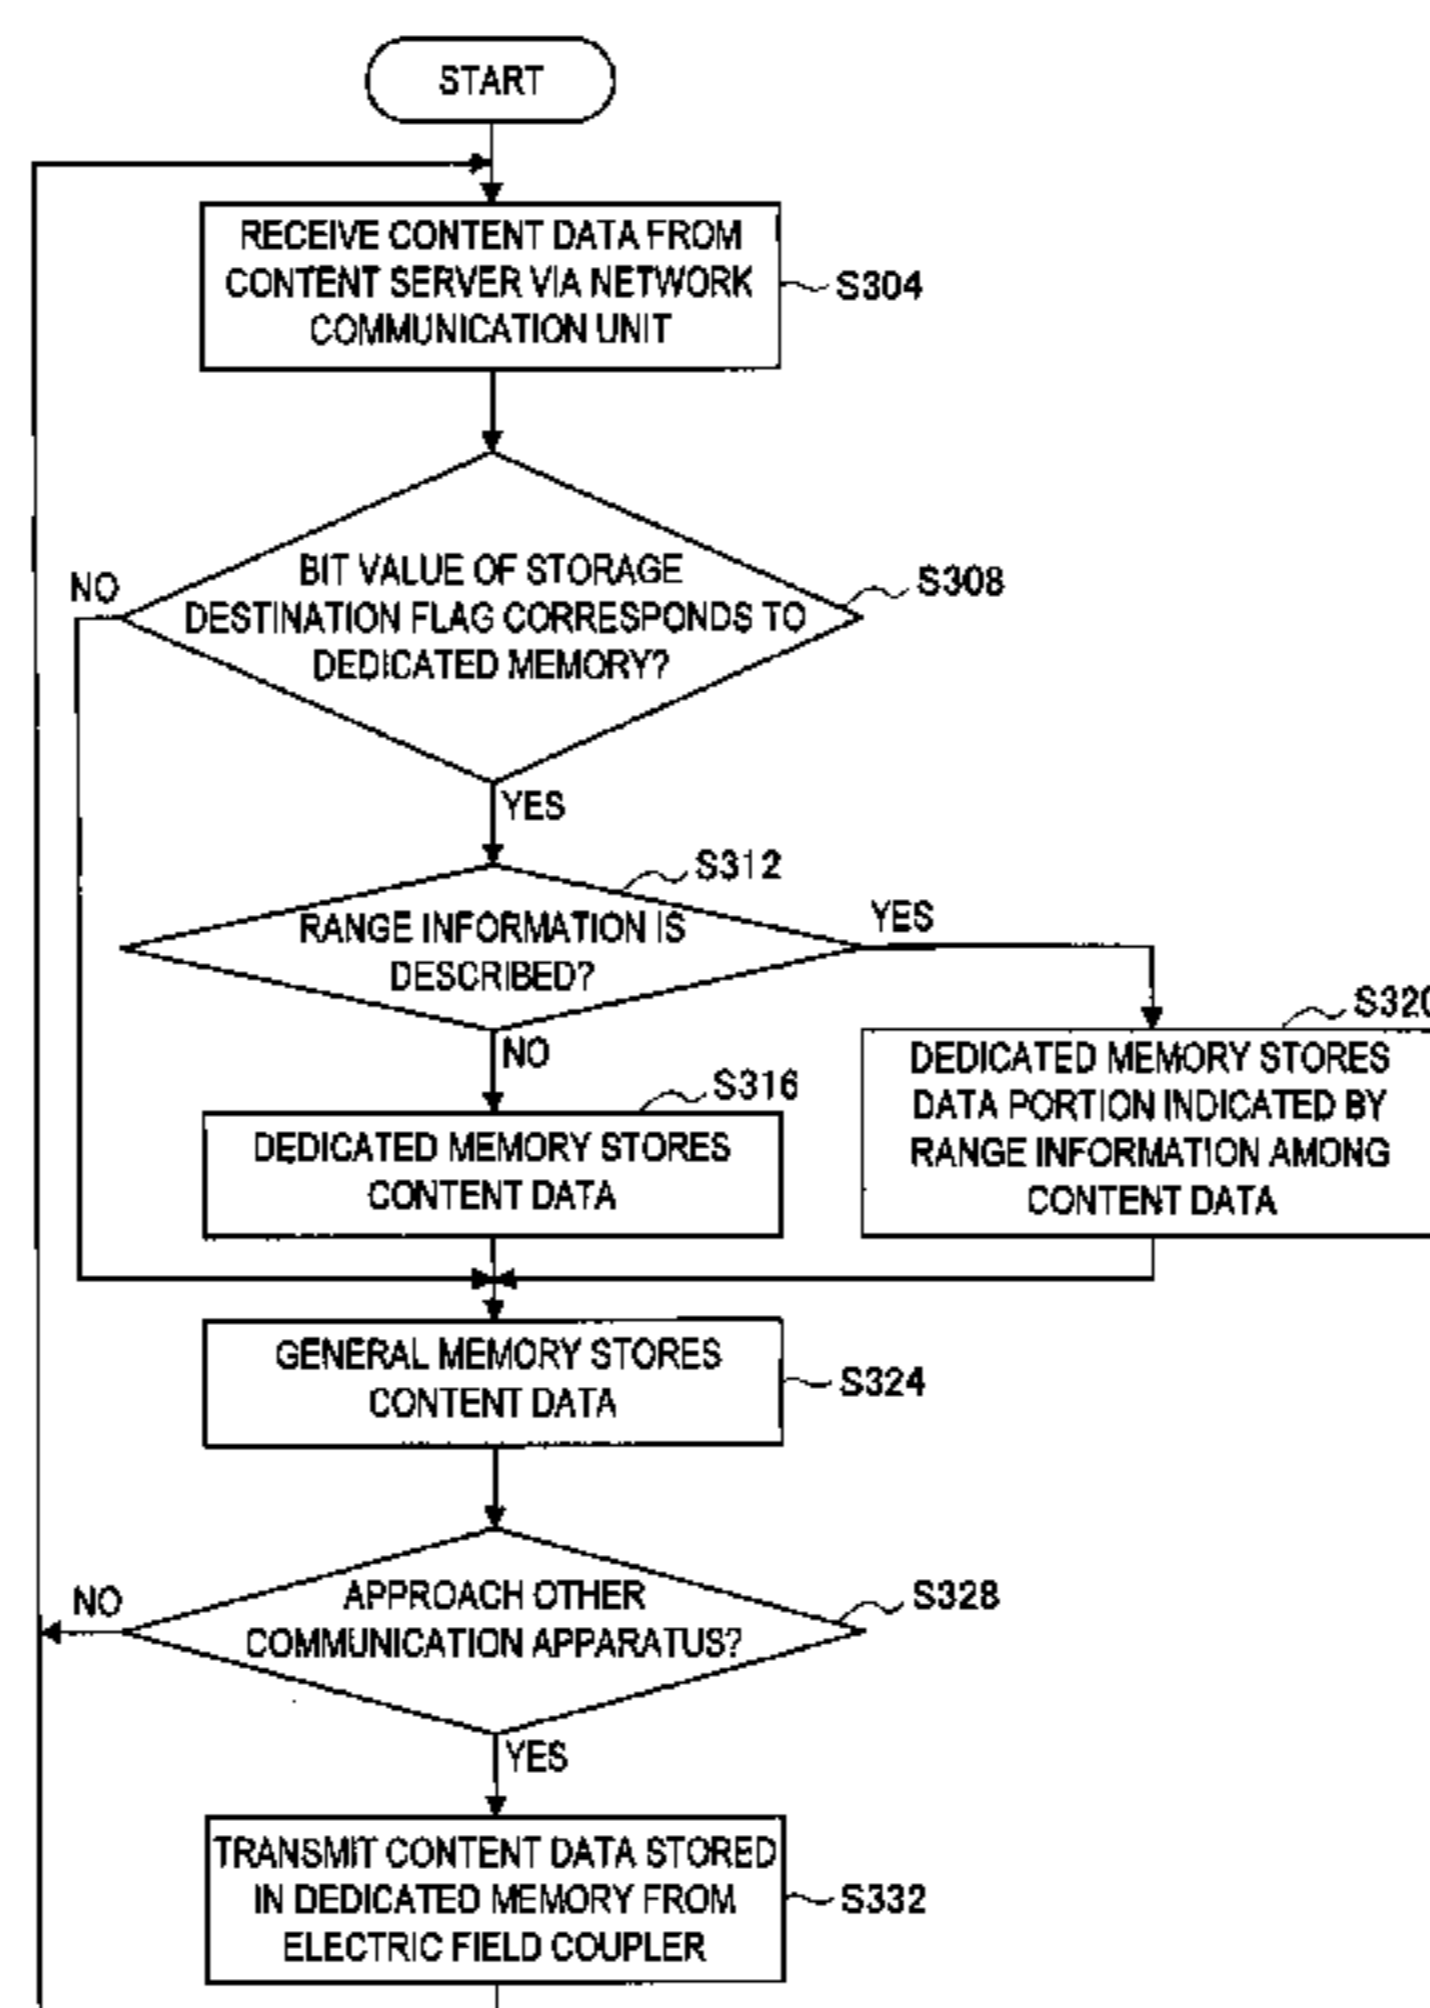 START
RECEIVE CONTENT DATA FROM
CONTENT SERVER VIA NETWORK
COMMUNICATION UNIT
S304
BIT VALUE OF STORAGE
DESTINATION FLAG CORRESPONDS TO
DEDICATED MEMORY?
S308
NO
YES
S312
RANGE INFORMATION IS
DESCRIBED?
YES
NO
S320
DEDICATED MEMORY STORES
DATA PORTION INDICATED BY
RANGE INFORMATION AMONG
CONTENT DATA
S316
DEDICATED MEMORY STORES
CONTENT DATA
GENERAL MEMORY STORES
CONTENT DATA
S324
APPROACH OTHER
COMMUNICATION APPARATUS?
S328
NO
YES
TRANSMIT CONTENT DATA STORED
IN DEDICATED MEMORY FROM
ELECTRIC FIELD COUPLER
S332